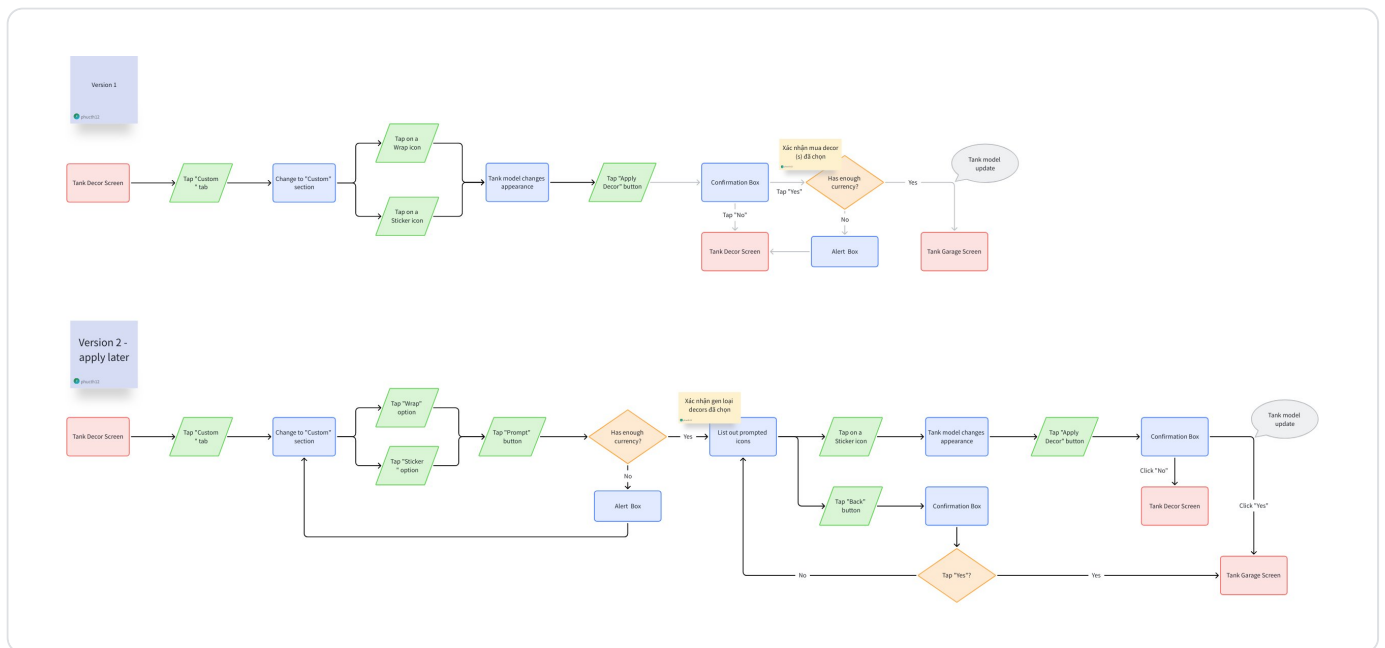 Version 1
phucth12
Tank Decor Screen
Tap "Custom
" tab
Change to "Custom"
section
Tap on a
Wrap icon
Tap on a
Sticker icon
Tank model changes
appearance
Tap "Apply
Decor" button
Confirmation Box
Tap "Yes"
Xác nhận mua decor
(s) đã chọn
Has enough
currency?
Yes
Tank model
update
Tap "No"
No
Tank Decor Screen
Alert Box
Tank Garage Screen
Version 2 -
apply later
phucth12
Tank Decor Screen
Tap "Custom
" tab
Change to "Custom"
section
Tap "Wrap"
option
Tap "Sticker
" option
Tap "Prompt"
button
Has enough
currency?
Yes
No
Alert Box
Xác nhận gen loại
decors đã chọn
List out prompted
icons
Tap on a
Sticker icon
Tank model changes
appearance
Tap "Apply
Decor" button
Confirmation Box
Tank model
update
Click "No"
Tank Decor Screen
Click "Yes"
Tap "Back"
button
Confirmation Box
No
Tap "Yes"?
Yes
Tank Garage Screen